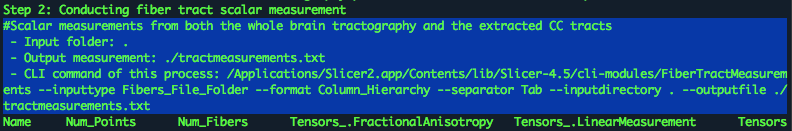 Step 2: Conducting fiber tract scalar measurement
#Scalar measurements from both the whole brain tractography and the extracted CC tracts
 - Input folder: .
 - Output measurement: ./tractmeasurements.txt
 - CLI command of this process: /Applications/Slicer2.app/Contents/lib/Slicer-4.5/cli-modules/FiberTractMeasurem
ents --inputtype Fibers_File_Folder --format Column_Hierarchy --separator Tab --inputdirectory . --outputfile ./
tractmeasurements.txt
Name Num_Points Num_Fibers Tensors_.FractionalAnisotropy Tensors_.LinearMeasurement Tensors